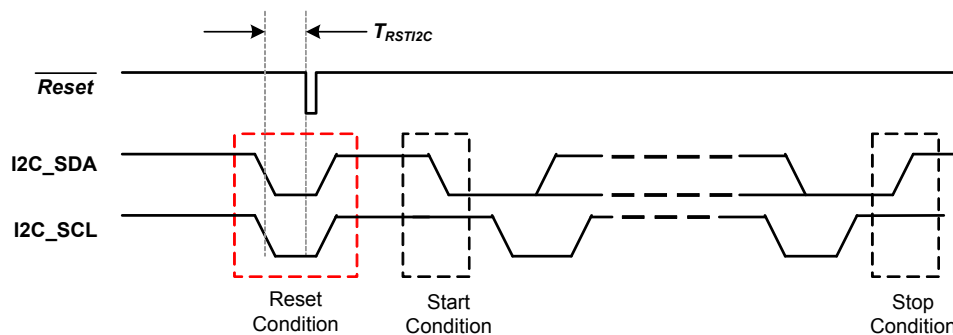 T_RSTI2C
Reset
I2C_SDA
I2C_SCL
Reset
Condition
Start
Condition
Stop
Condition